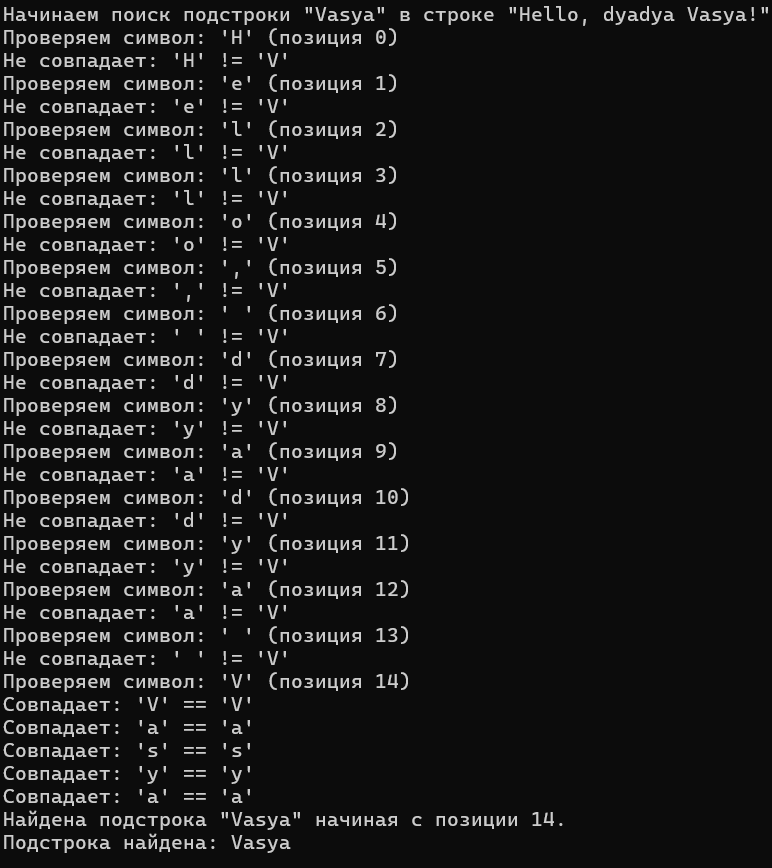 Начинаем поиск подстроки "Vasya" в строке "Hello, dyadya Vasya!"
Проверяем символ: 'H' (позиция 0)
Не совпадает: 'H' != 'V'
Проверяем символ: 'e' (позиция 1)
Не совпадает: 'e' != 'V'
Проверяем символ: 'l' (позиция 2)
Не совпадает: 'l' != 'V'
Проверяем символ: 'l' (позиция 3)
Не совпадает: 'l' != 'V'
Проверяем символ: 'o' (позиция 4)
Не совпадает: 'o' != 'V'
Проверяем символ: ',' (позиция 5)
Не совпадает: ',' != 'V'
Проверяем символ: ' ' (позиция 6)
Не совпадает: ' ' != 'V'
Проверяем символ: 'd' (позиция 7)
Не совпадает: 'd' != 'V'
Проверяем символ: 'y' (позиция 8)
Не совпадает: 'y' != 'V'
Проверяем символ: 'a' (позиция 9)
Не совпадает: 'a' != 'V'
Проверяем символ: 'd' (позиция 10)
Не совпадает: 'd' != 'V'
Проверяем символ: 'y' (позиция 11)
Не совпадает: 'y' != 'V'
Проверяем символ: 'a' (позиция 12)
Не совпадает: 'a' != 'V'
Проверяем символ: ' ' (позиция 13)
Не совпадает: ' ' != 'V'
Проверяем символ: 'V' (позиция 14)
Совпадает: 'V' == 'V'
Совпадает: 'a' == 'a'
Совпадает: 's' == 's'
Совпадает: 'y' == 'y'
Совпадает: 'a' == 'a'
Найдена подстрока "Vasya" начиная с позиции 14.
Подстрока найдена: Vasya